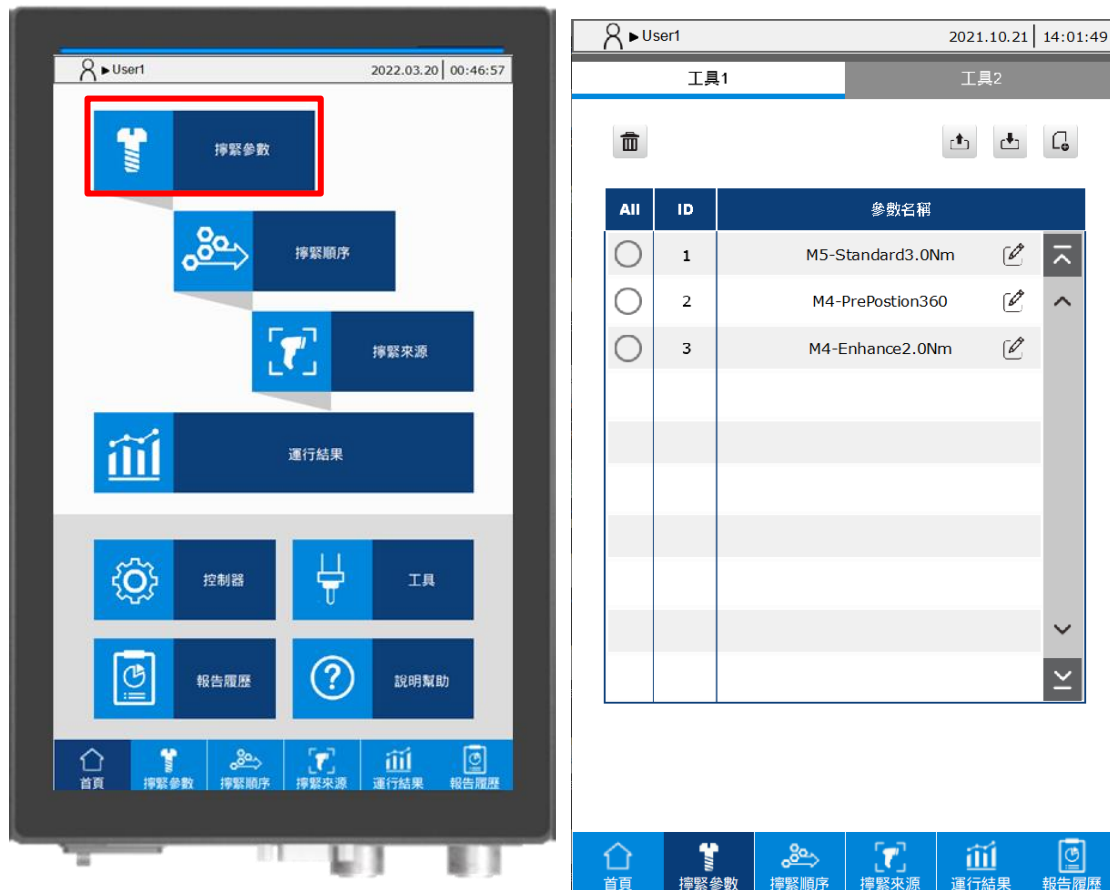 ▶User1 2022.03.20 00:46:57
擰緊參數
擰緊順序
擰緊來源
運行結果
控制器 工具
報告履歷 說明幫助
首頁 擰緊參數 擰緊順序 擰緊來源 運行結果 報告履歷
▶User1 2021.10.21 14:01:49
工具1 工具2
All ID 參數名稱
1 M5-Standard3.0Nm
2 M4-PrePostion360
3 M4-Enhance2.0Nm
首頁 擰緊參數 擰緊順序 擰緊來源 運行結果 報告履歷